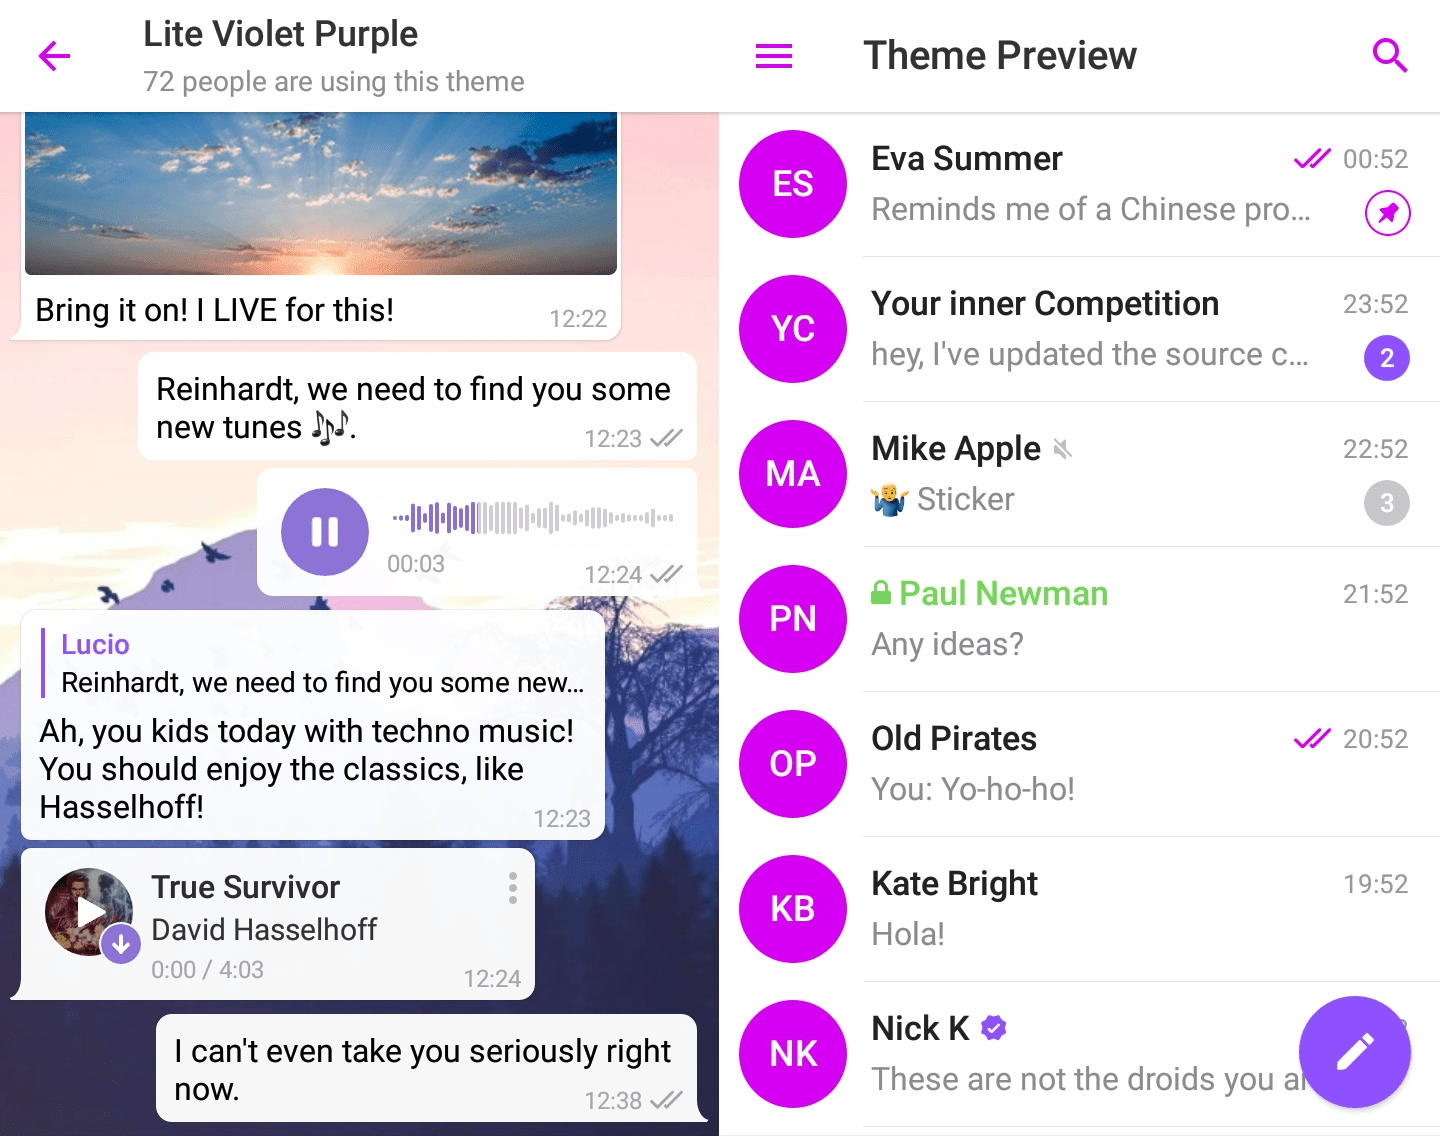 Lite Violet Purple
72 people are using this theme
Bring it on! I LIVE for this!
12:22
Reinhardt, we need to find you some
new tunes 🎶.
12:23
00:03
12:24
Lucio
Reinhardt, we need to find you some new...
Ah, you kids today with techno music!
You should enjoy the classics, like
Hasselhoff!
12:23
True Survivor
David Hasselhoff
0:00 / 4:03
12:24
I can't even take you seriously right
now.
12:38
Theme Preview
ES
Eva Summer
00:52
Reminds me of a Chinese pro...
YC
Your inner Competition
23:52
hey, I've updated the source c...
2
MA
Mike Apple
22:52
🤷‍♂️ Sticker
3
PN
Paul Newman
21:52
Any ideas?
OP
Old Pirates
20:52
You: Yo-ho-ho!
KB
Kate Bright
19:52
Hola!
NK
Nick K
These are not the droids you